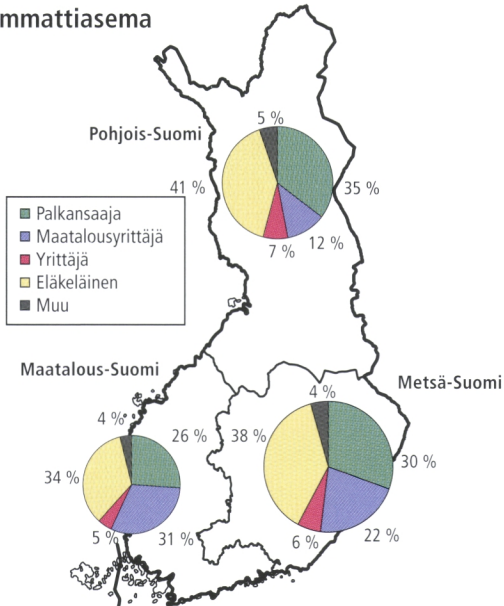 mmattiasema
Pohjois-Suomi
5 %
41 %
35 %
7 %
12 %
Palkansaaja
Maatalousyrittäjä
Yrittäjä
Eläkeläinen
Muu
Maatalous-Suomi
4 %
26 %
34 %
5 %
31 %
Metsä-Suomi
4 %
38 %
30 %
6 %
22 %